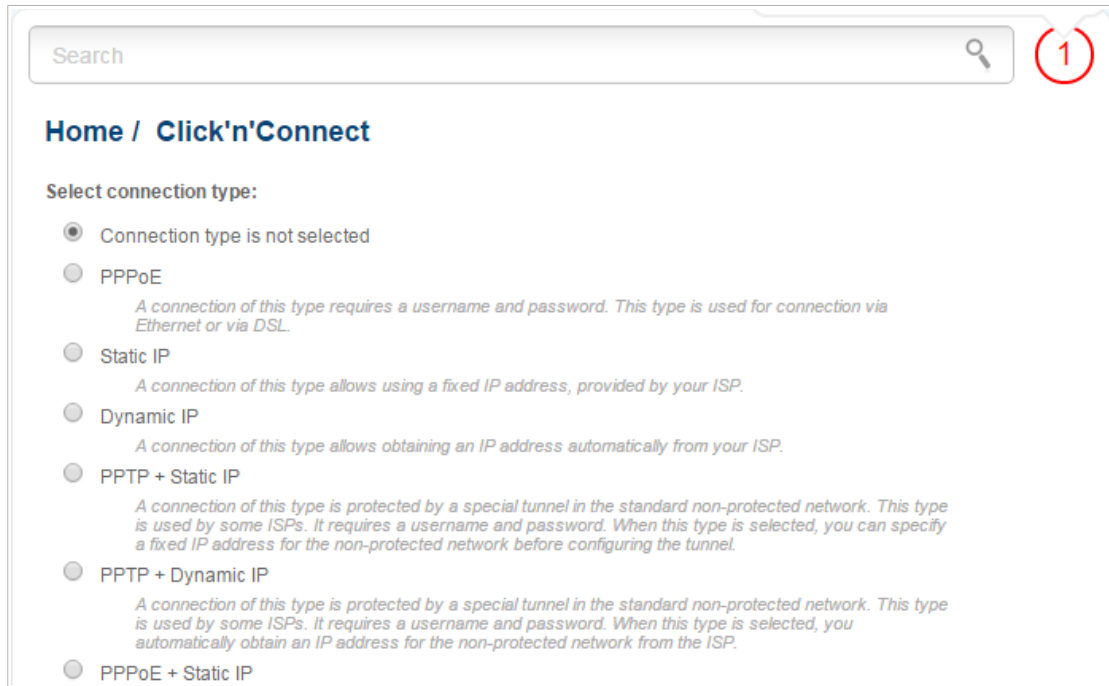 Search
1
Home / Click'n'Connect
Select connection type:
Connection type is not selected
PPPoE
A connection of this type requires a username and password. This type is used for connection via
Ethernet or via DSL.
Static IP
A connection of this type allows using a fixed IP address, provided by your ISP.
Dynamic IP
A connection of this type allows obtaining an IP address automatically from your ISP.
PPTP + Static IP
A connection of this type is protected by a special tunnel in the standard non-protected network. This type
is used by some ISPs. It requires a username and password. When this type is selected, you can specify
a fixed IP address for the non-protected network before configuring the tunnel.
PPTP + Dynamic IP
A connection of this type is protected by a special tunnel in the standard non-protected network. This type
is used by some ISPs. It requires a username and password. When this type is selected, you
automatically obtain an IP address for the non-protected network from the ISP.
PPPoE + Static IP